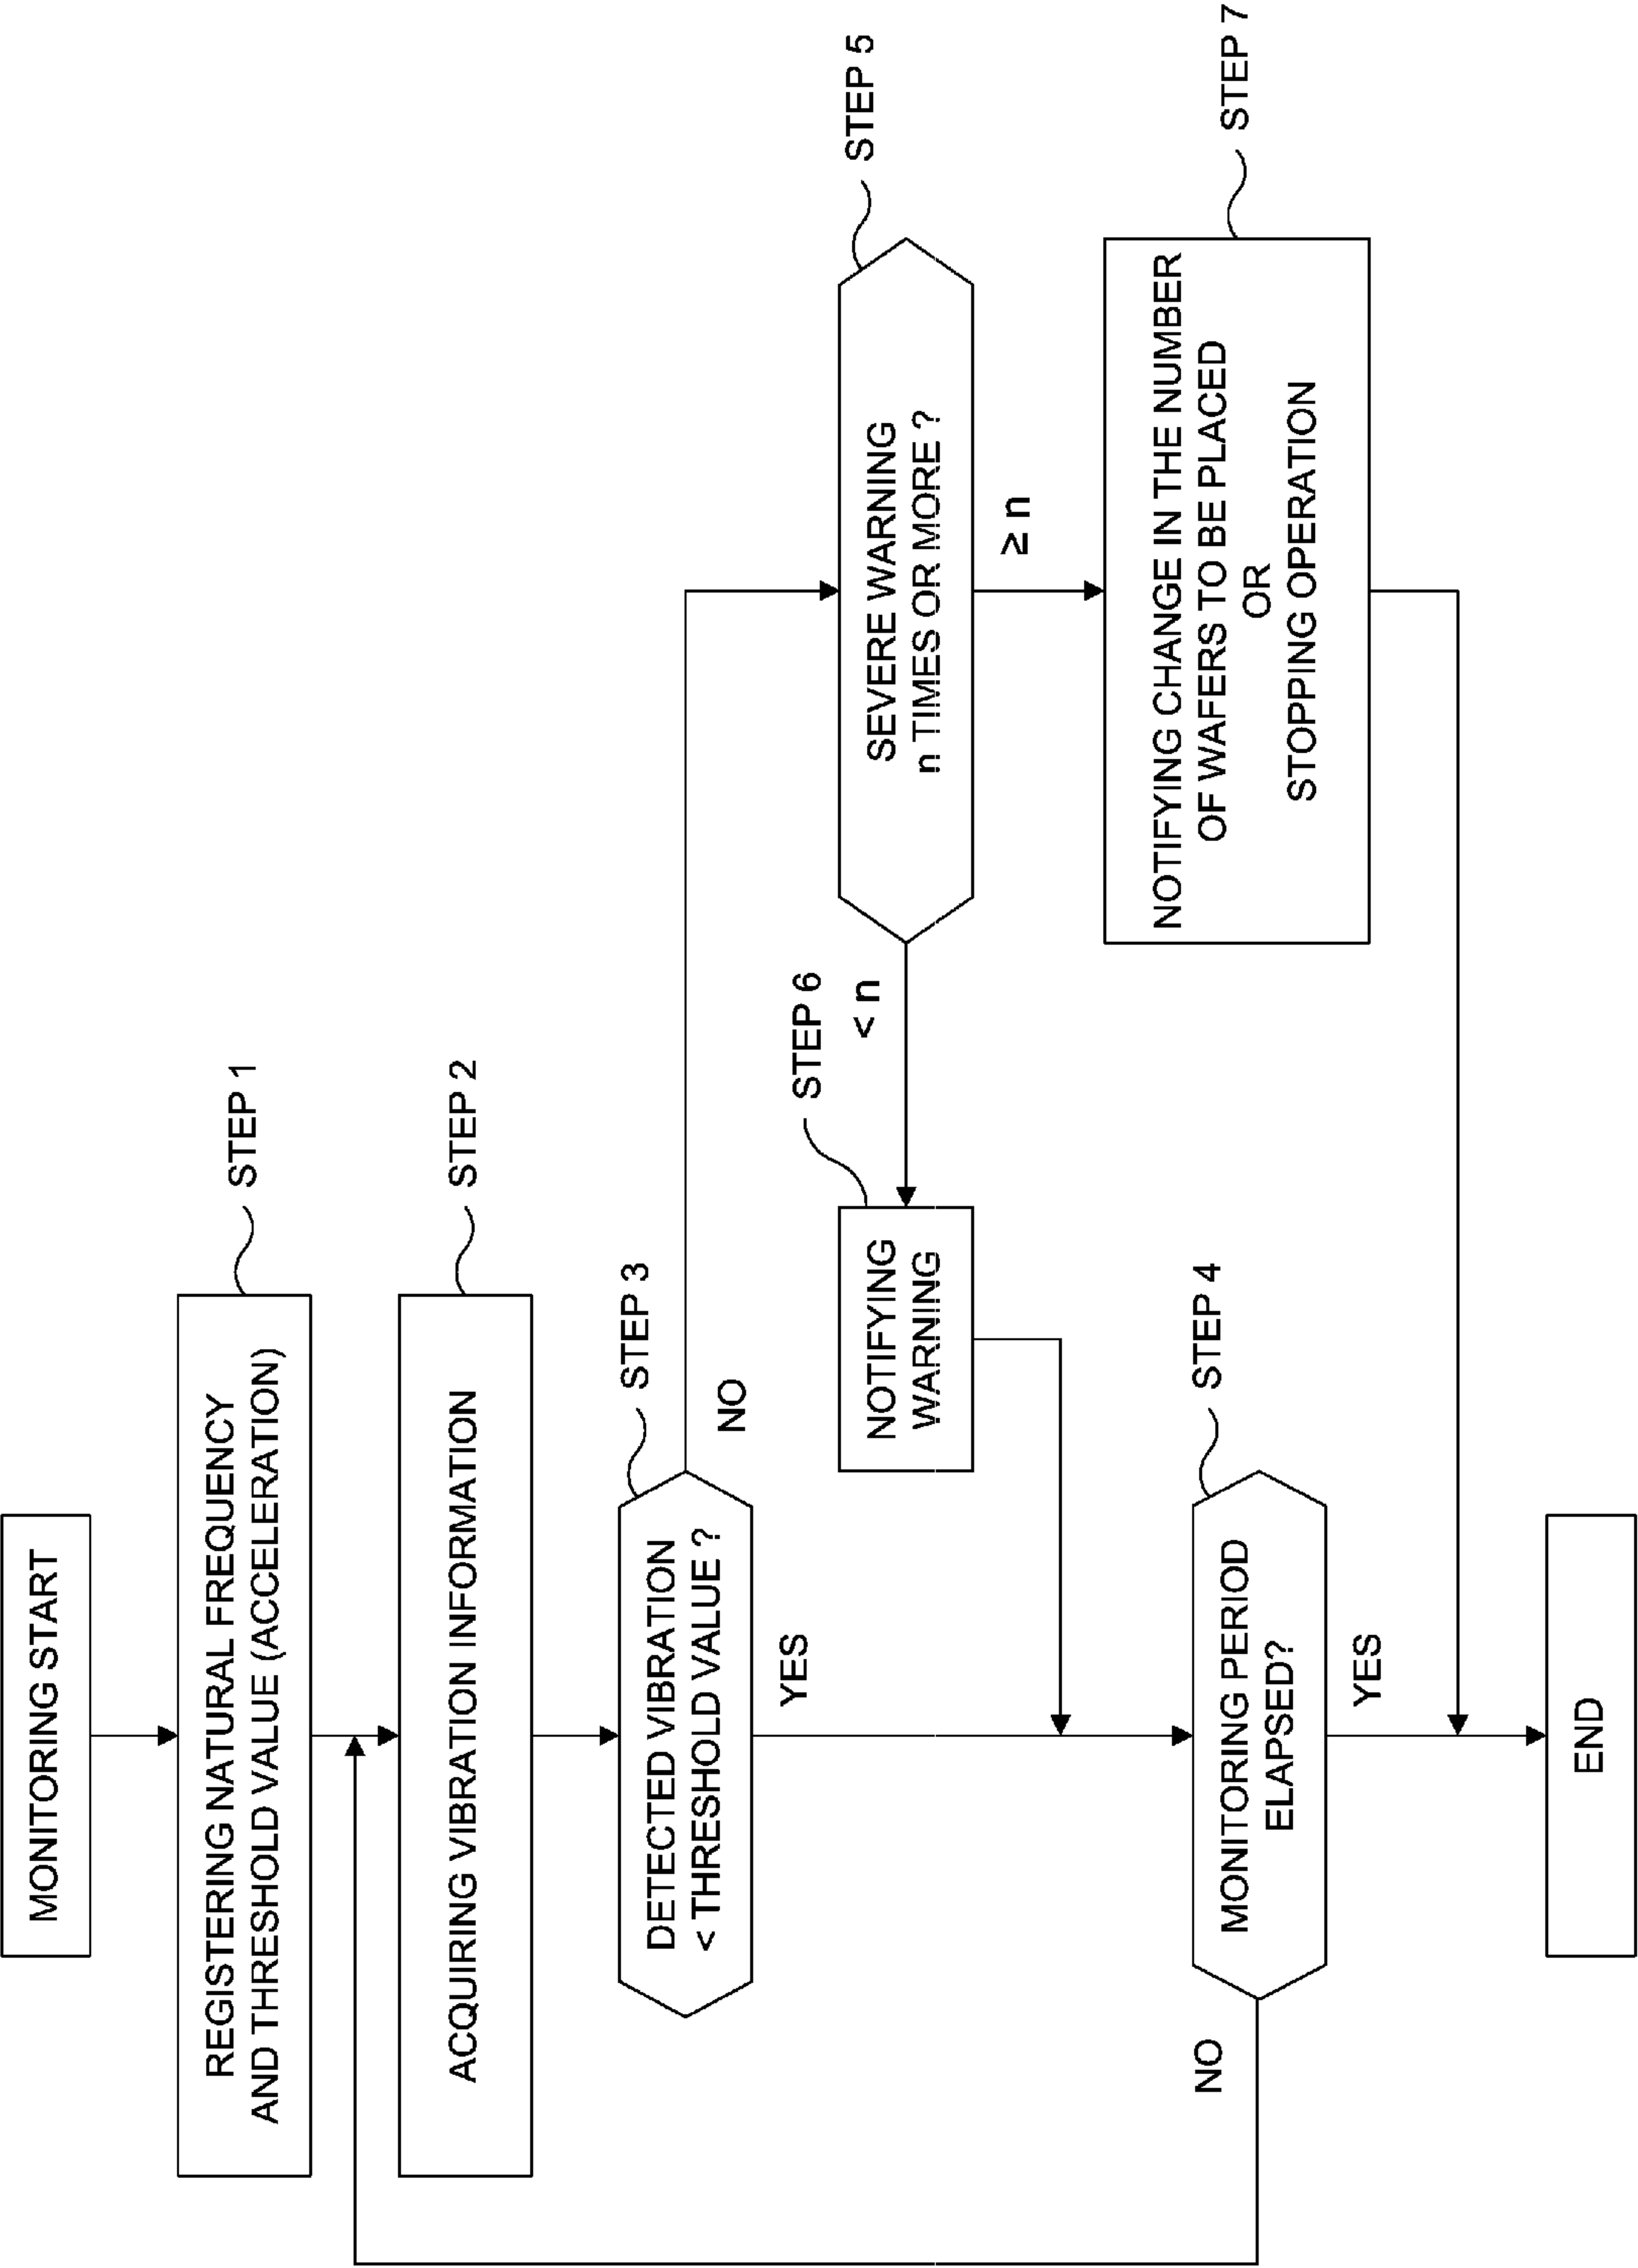 MONITORING START
STEP 1
REGISTERING NATURAL FREQUENCY
AND THRESHOLD VALUE (ACCELERATION)
STEP 2
ACQUIRING VIBRATION INFORMATION
STEP 3
DETECTED VIBRATION
< THRESHOLD VALUE ?
NO
YES
STEP 5
SEVERE WARNING
n TIMES OR MORE ?
< n
≥ n
STEP 6
NOTIFYING
WARNING
STEP 7
NOTIFYING CHANGE IN THE NUMBER
OF WAFERS TO BE PLACED
OR
STOPPING OPERATION
STEP 4
MONITORING PERIOD
ELAPSED?
NO
YES
END